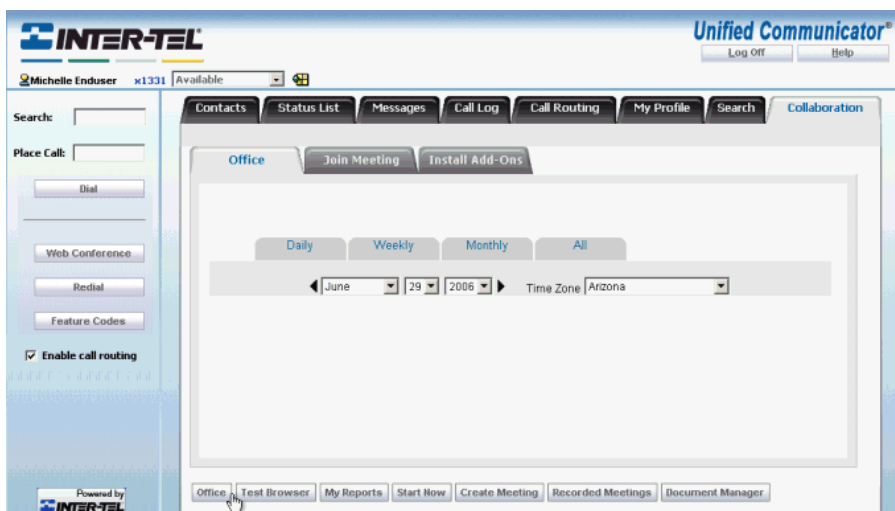 INTER-TEL®
Unified Communicator®
Log Off Help
Michelle Enduser x1331 Available
Contacts Status List Messages Call Log Call Routing My Profile Search Collaboration
Search:
Place Call:
Office Join Meeting Install Add-Ons
Dial
Daily Weekly Monthly All
Web Conference
June 29 2006 Time Zone Arizona
Redial
Feature Codes
Enable call routing
Office Test Browser My Reports Start Now Create Meeting Recorded Meetings Document Manager
Powered by
INTER-TEL